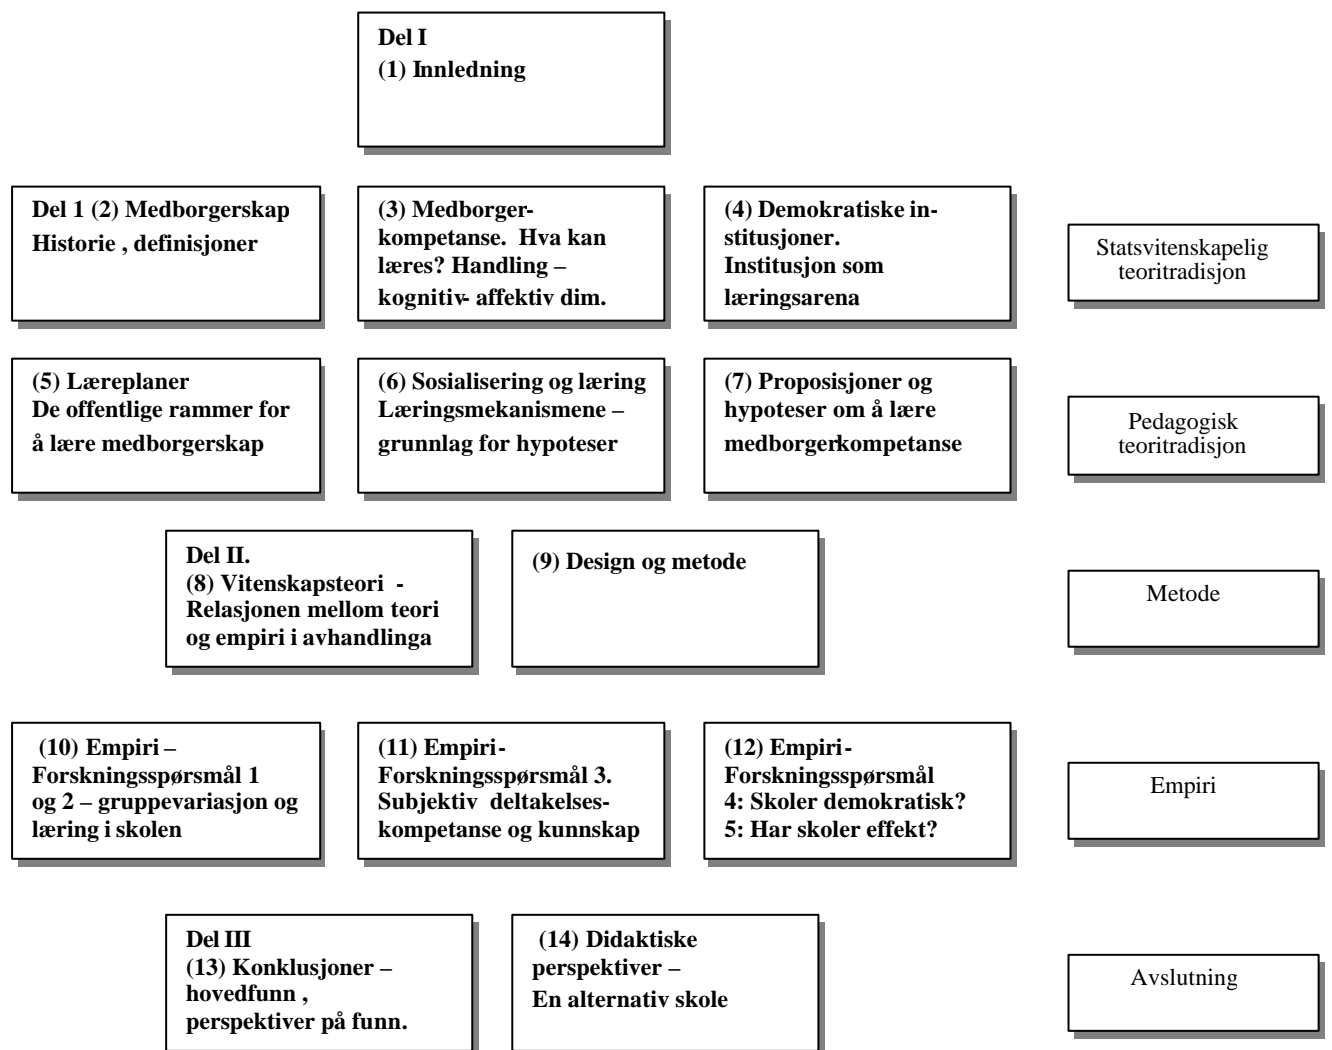 Del I
(1) Innledning
Del 1 (2) Medborgerskap
Historie , definisjoner
(3) Medborger-
kompetanse.  Hva kan
læres? Handling –
kognitiv- affektiv dim.
(4) Demokratiske in-
stitusjoner.
Institusjon som
læringsarena
Statsvitenskapelig
teoritradisjon
(5) Læreplaner
De offentlige rammer for
å lære medborgerskap
(6) Sosialisering og læring
Læringsmekanismene –
grunnlag for hypoteser
(7) Proposisjoner og
hypoteser om å lære
medborgerkompetanse
Pedagogisk
teoritradisjon
Del II.
(8) Vitenskapsteori  -
Relasjonen mellom teori
og empiri i avhandlinga
(9) Design og metode
Metode
(10) Empiri –
Forskningsspørsmål 1
og 2 – gruppevariasjon og
læring i skolen
(11) Empiri-
Forskningsspørsmål 3.
Subjektiv  deltakelses-
kompetanse og kunnskap
(12) Empiri-
Forskningsspørsmål
4: Skoler demokratisk?
5: Har skoler effekt?
Empiri
Del III
(13) Konklusjoner –
hovedfunn ,
perspektiver på funn.
(14) Didaktiske
perspektiver –
En alternativ skole
Avslutning